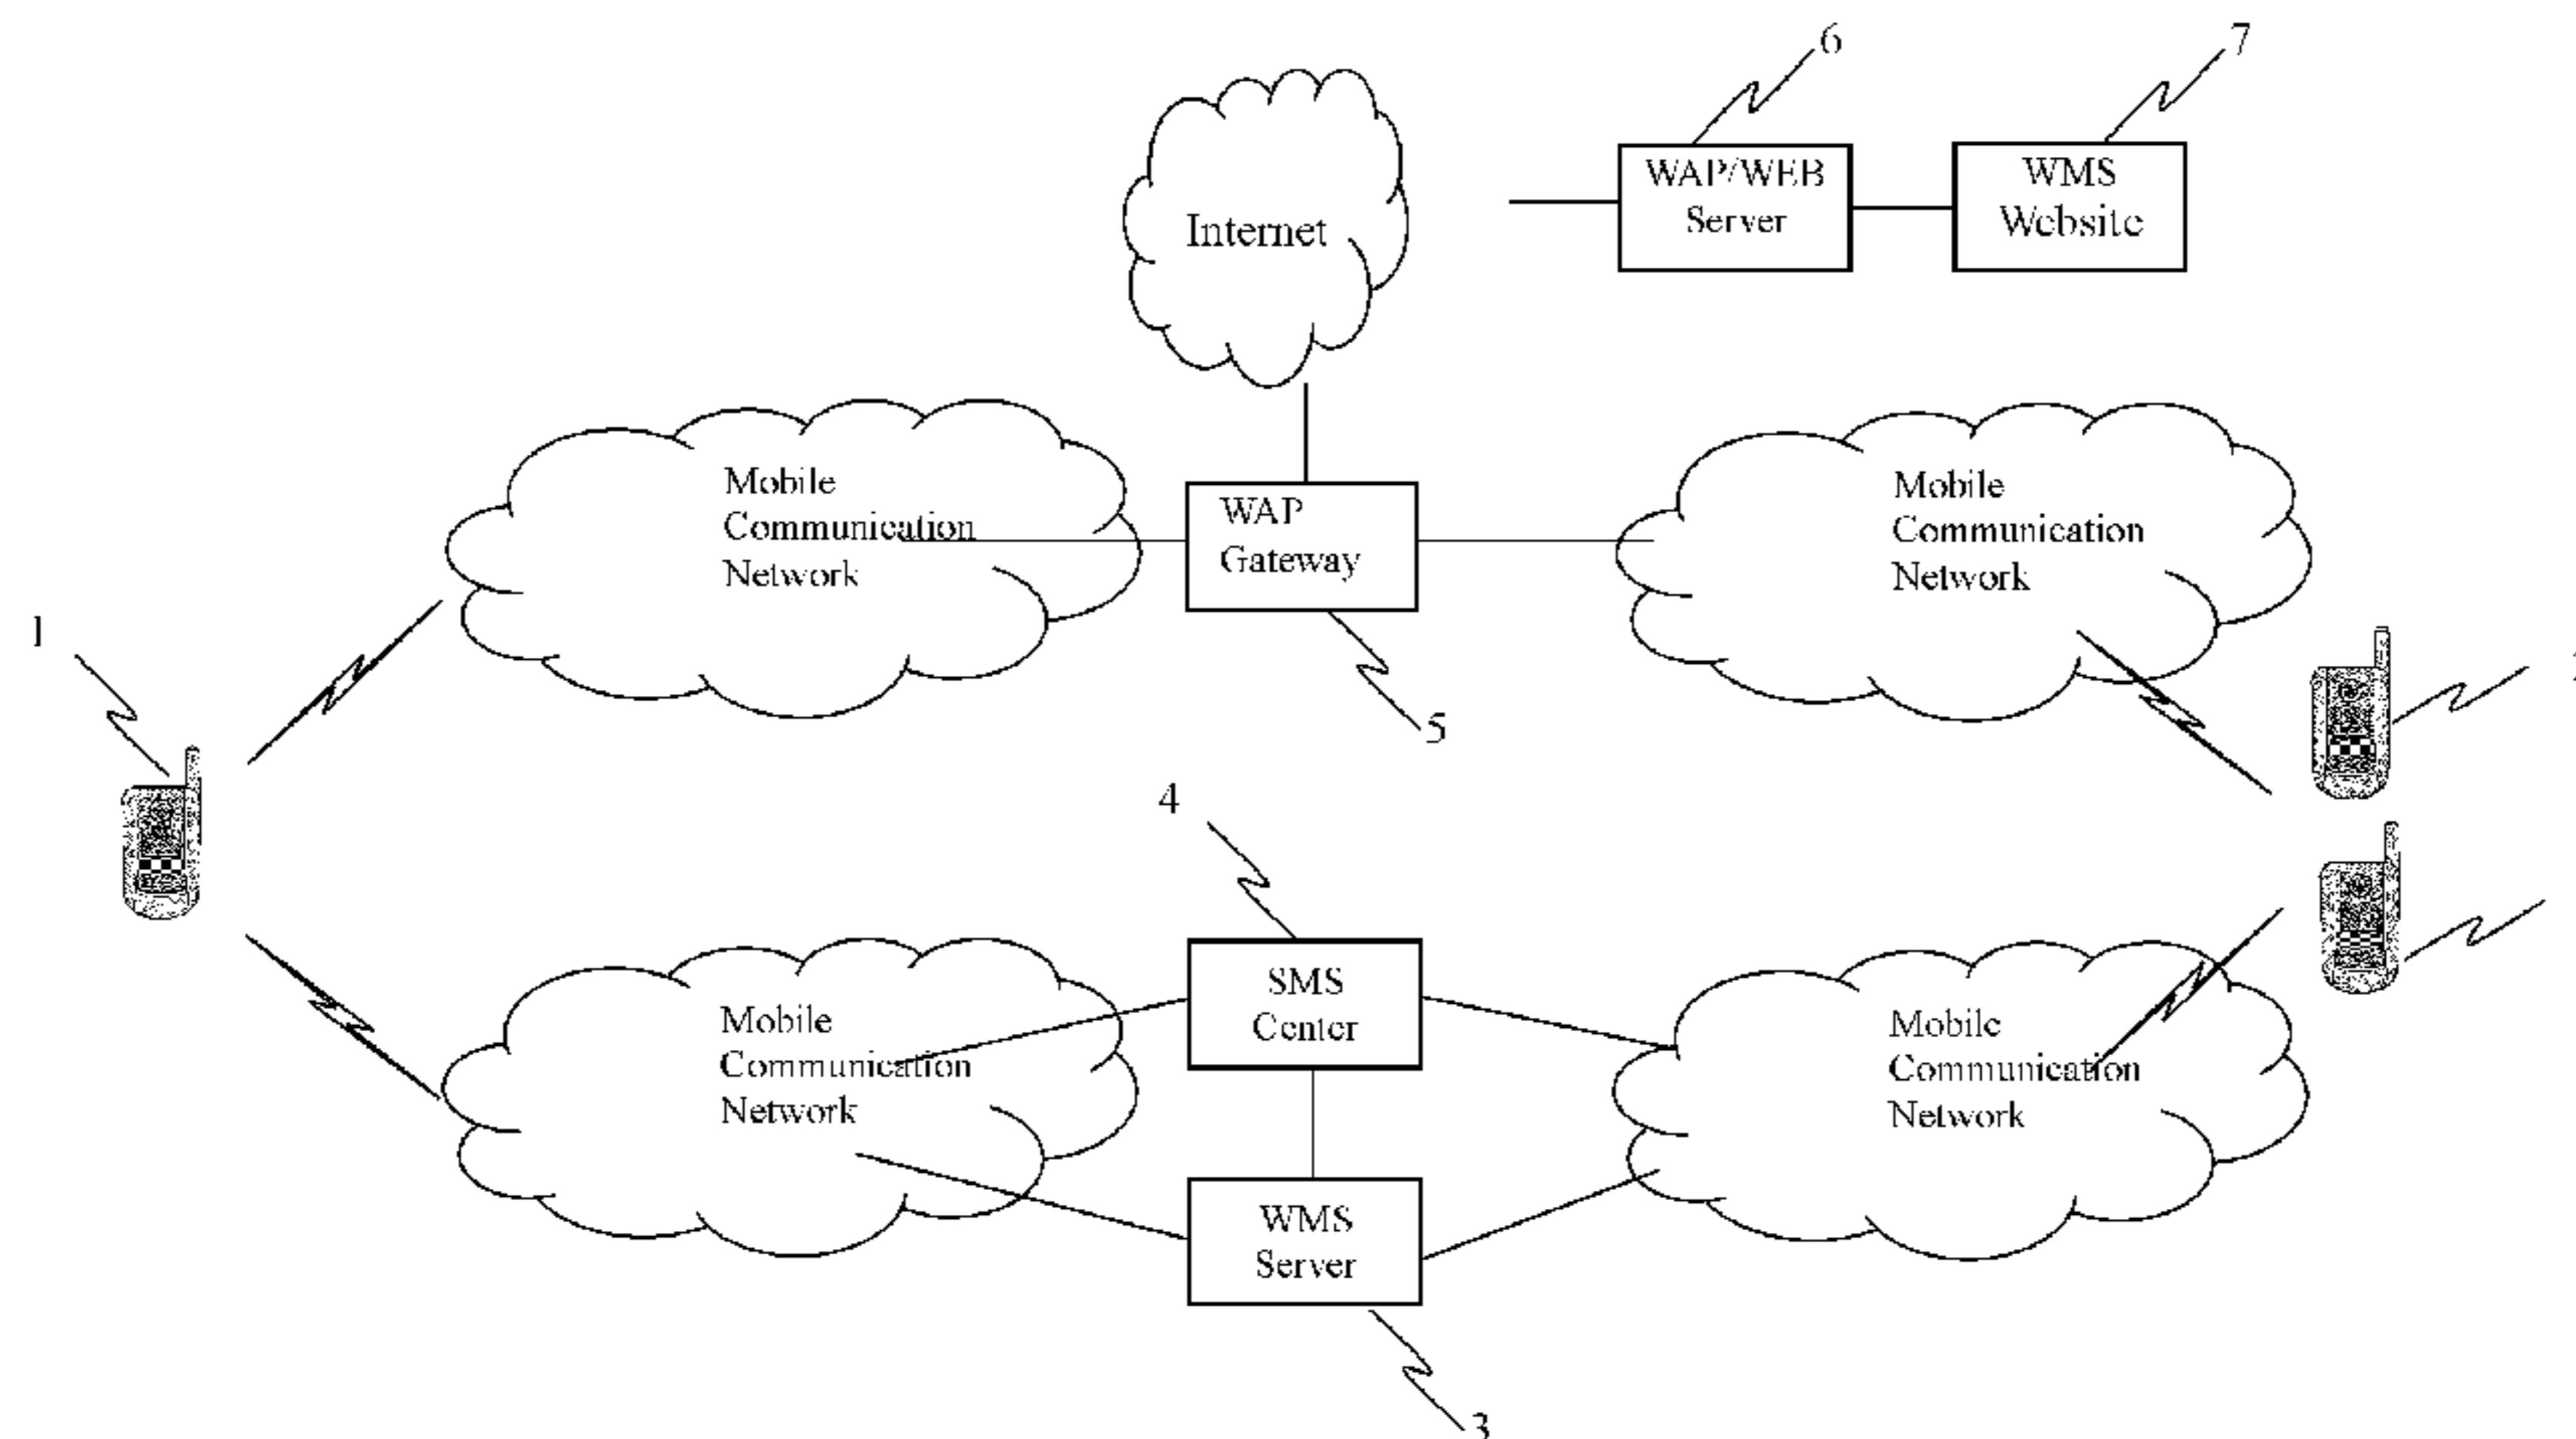 6
7
WAP/WEB
Server
WMS
Website
Internet
Mobile
Communication
Network
WAP
Gateway
Mobile
Communication
Network
1
5
4
SMS
Center
Mobile
Communication
Network
Mobile
Communication
Network
WMS
Server
3